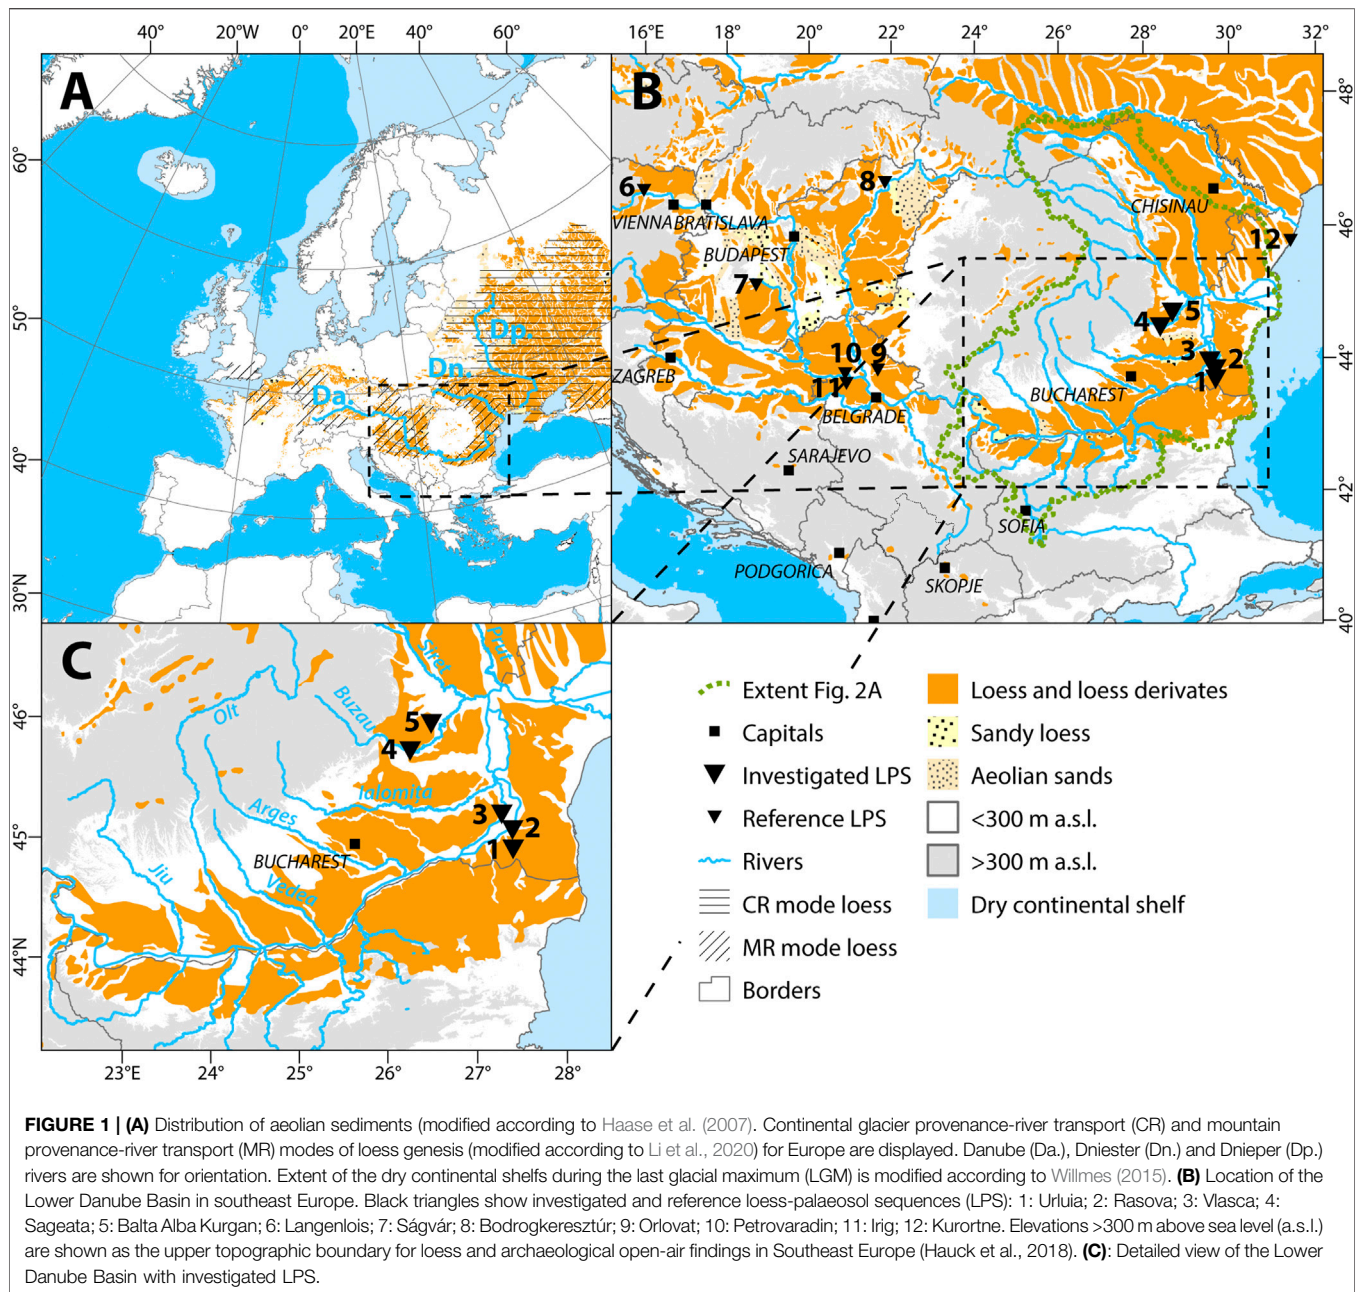 40° 20°W 0° 20°E 40° 60° 16°E 18° 20° 22° 24° 26° 28° 30° 32°
A
B
48°
60°
6
8
VIENNA BRATISLAVA
CHISINAU
46°
12
BUDAPEST
7
50°
Dp.
5
4
Dn.
10 9
3
2
44°
ZAGREB
11
1
Da.
BUCHAREST
BELGRADE
40°
SARAJEVO
42°
SOFIA
PODGORICA
SKOPJE
30°N
40°
C
Siret
Prut
Buzau
Olt
46°
5
4
Ialomița
Arges
3
2
45°
BUCHAREST
1
Jiu
Vedea
44°N
23°E 24° 25° 26° 27° 28°
Extent Fig. 2A
Capitals
Investigated LPS
Reference LPS
Rivers
CR mode loess
MR mode loess
Borders
Loess and loess derivates
Sandy loess
Aeolian sands
<300 m a.s.l.
>300 m a.s.l.
Dry continental shelf
FIGURE 1 | (A) Distribution of aeolian sediments (modified according to Haase et al. (2007). Continental glacier provenance-river transport (CR) and mountain
provenance-river transport (MR) modes of loess genesis (modified according to Li et al., 2020) for Europe are displayed. Danube (Da.), Dniester (Dn.) and Dnieper (Dp.)
rivers are shown for orientation. Extent of the dry continental shelfs during the last glacial maximum (LGM) is modified according to Willmes (2015). (B) Location of the
Lower Danube Basin in southeast Europe. Black triangles show investigated and reference loess-palaeosol sequences (LPS): 1: Urluia; 2: Rasova; 3: Vlasca; 4:
Sageata; 5: Balta Alba Kurgan; 6: Langenlois; 7: Ságvár; 8: Bodrogkeresztúr; 9: Orlovat; 10: Petrovaradin; 11: Irig; 12: Kurortne. Elevations >300 m above sea level (a.s.l.)
are shown as the upper topographic boundary for loess and archaeological open-air findings in Southeast Europe (Hauck et al., 2018). (C): Detailed view of the Lower
Danube Basin with investigated LPS.